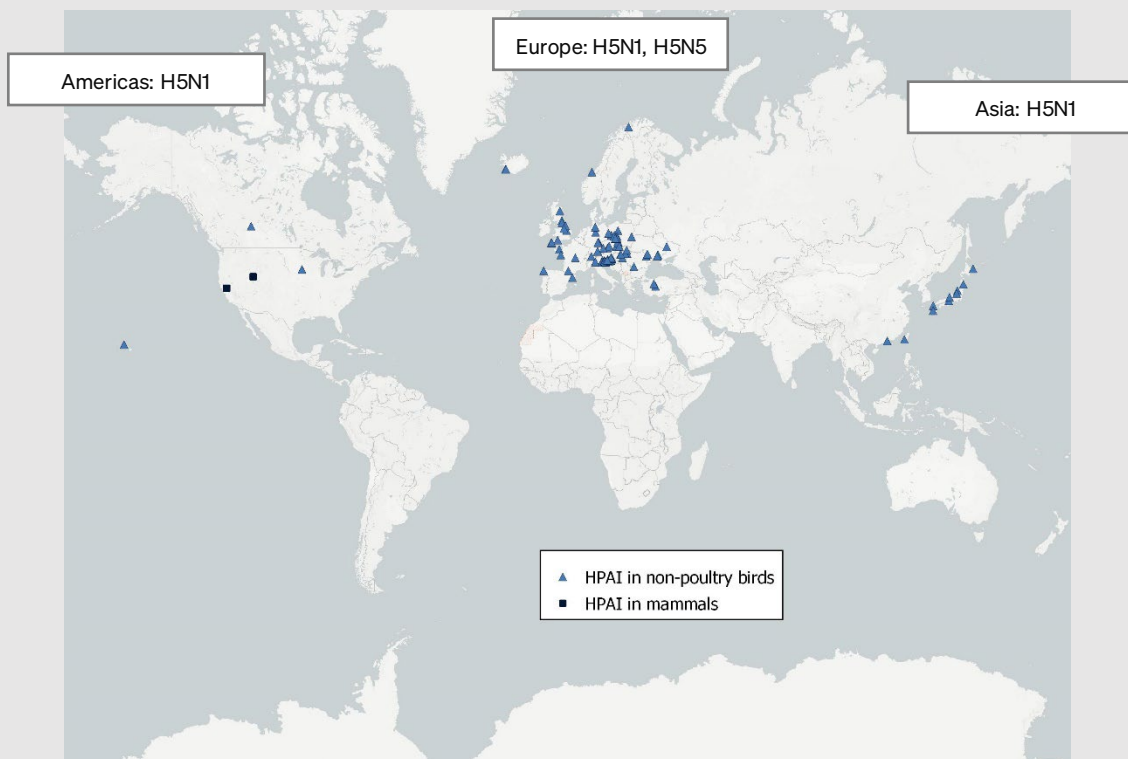 Europe: H5N1, H5N5
Americas: H5N1
Asia: H5N1
HPAI in non-poultry birds
HPAI in mammals